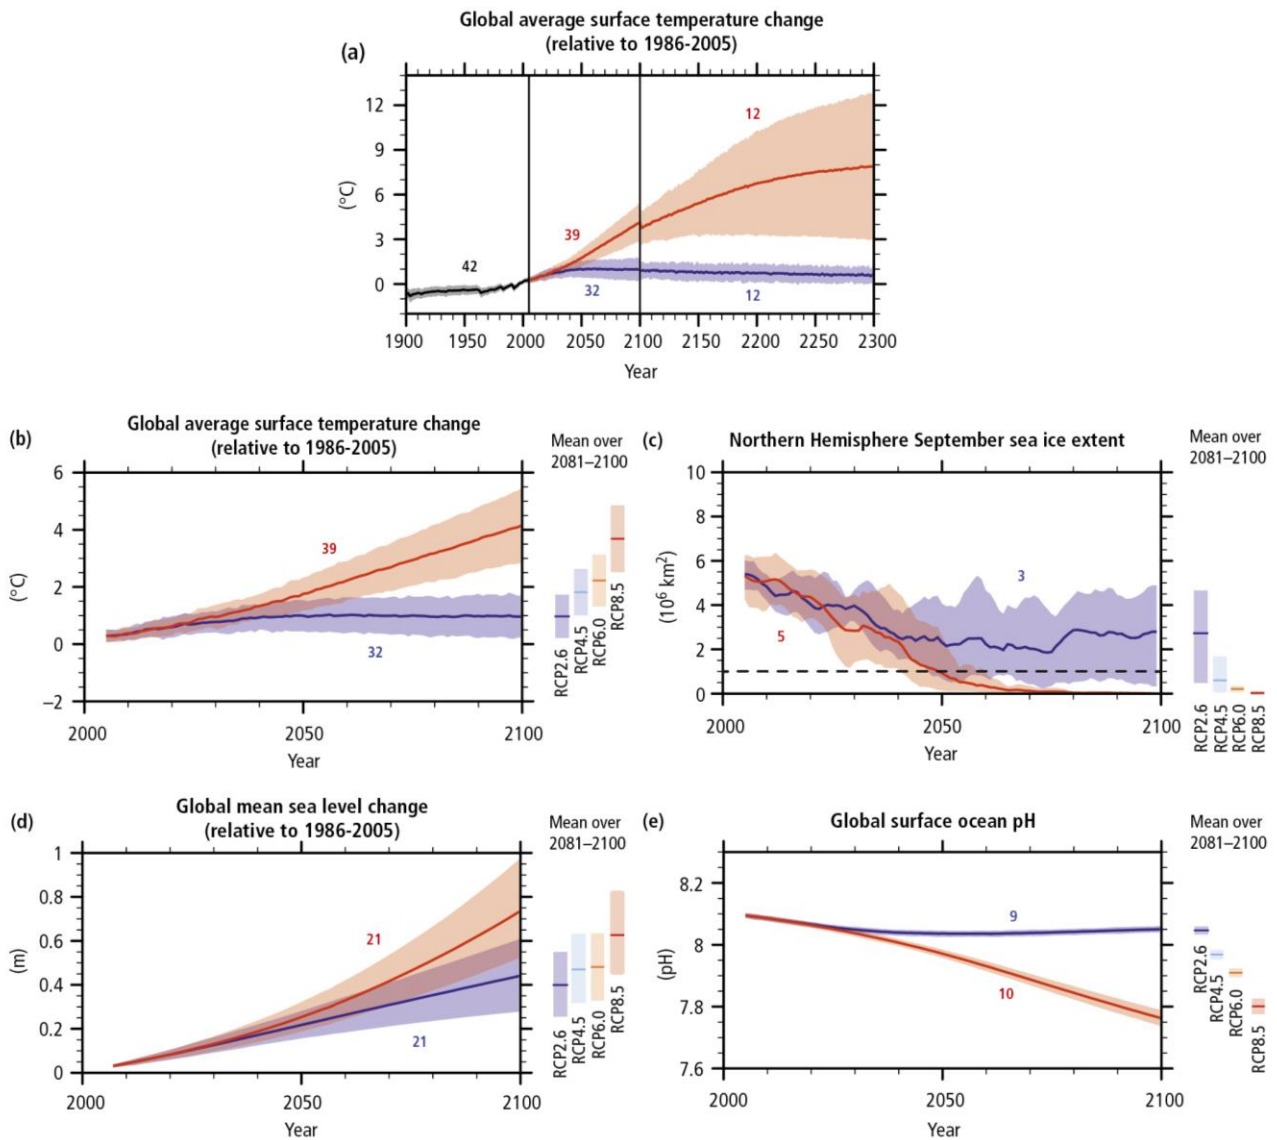 Global average surface temperature change
(relative to 1986-2005)
(a)
12
9
6
3
0
(°C)
42
39
32
12
12
1900 1950 2000 2050 2100 2150 2200 2250 2300
Year
(b)
Global average surface temperature change
(relative to 1986-2005)
Mean over
2081–2100
6
4
2
0
−2
(°C)
39
32
2000 2050 2100
Year
RCP2.6
RCP4.5
RCP6.0
RCP8.5
(c)
Northern Hemisphere September sea ice extent
Mean over
2081–2100
10
8
6
4
2
0
(10⁶ km²)
3
5
2000 2050 2100
Year
RCP2.6
RCP4.5
RCP6.0
RCP8.5
(d)
Global mean sea level change
(relative to 1986-2005)
Mean over
2081–2100
1
0.8
0.6
0.4
0.2
0
(m)
21
21
2000 2050 2100
Year
RCP2.6
RCP4.5
RCP6.0
RCP8.5
(e)
Global surface ocean pH
Mean over
2081–2100
8.2
8
7.8
7.6
(pH)
9
10
2000 2050 2100
Year
RCP2.6
RCP4.5
RCP6.0
RCP8.5